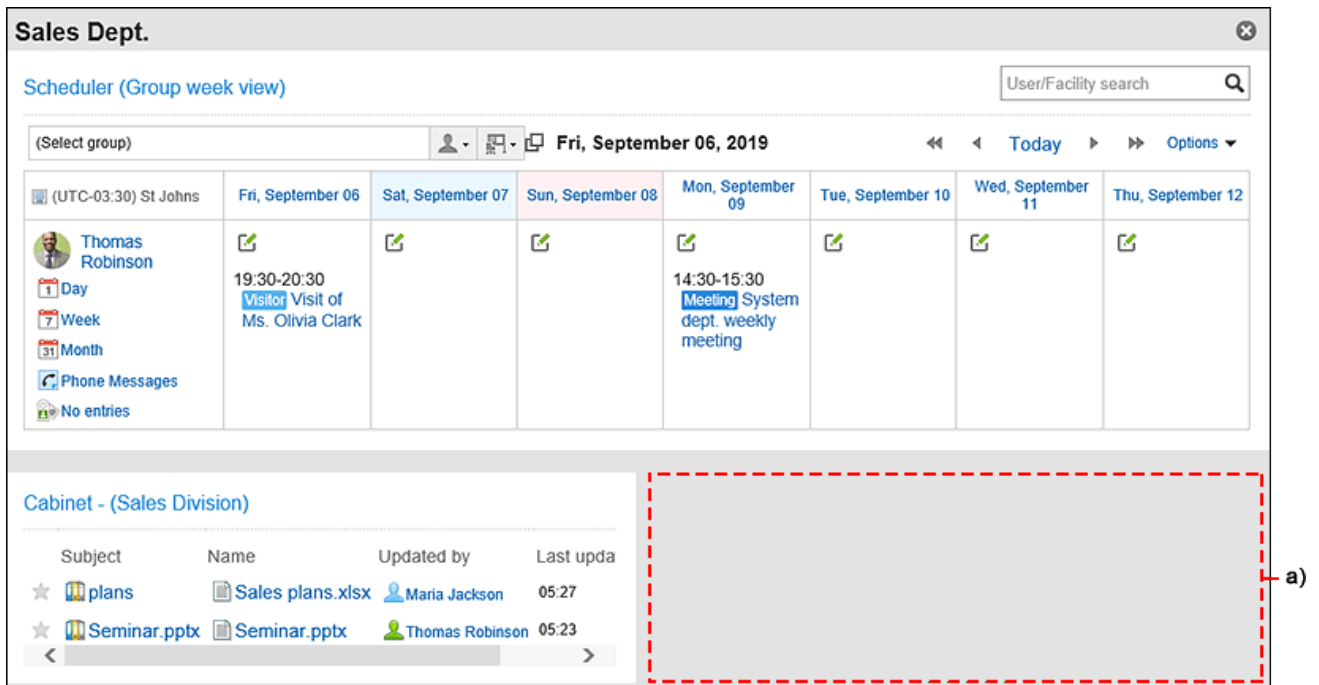 Sales Dept.
Scheduler (Group week view)
User/Facility search
(Select group)
Fri, September 06, 2019
Today
Options
(UTC-03:30) St Johns
Fri, September 06
Sat, September 07
Sun, September 08
Mon, September
09
Tue, September 10
Wed, September
11
Thu, September 12
Thomas
Robinson
1 Day
7 Week
31 Month
Phone Messages
No entries
19:30-20:30
Visitor Visit of
Ms. Olivia Clark
14:30-15:30
Meeting System
dept. weekly
meeting
Cabinet - (Sales Division)
Subject Name Updated by Last upda
plans Sales plans.xlsx Maria Jackson 05:27
Seminar.pptx Seminar.pptx Thomas Robinson 05:23
a)